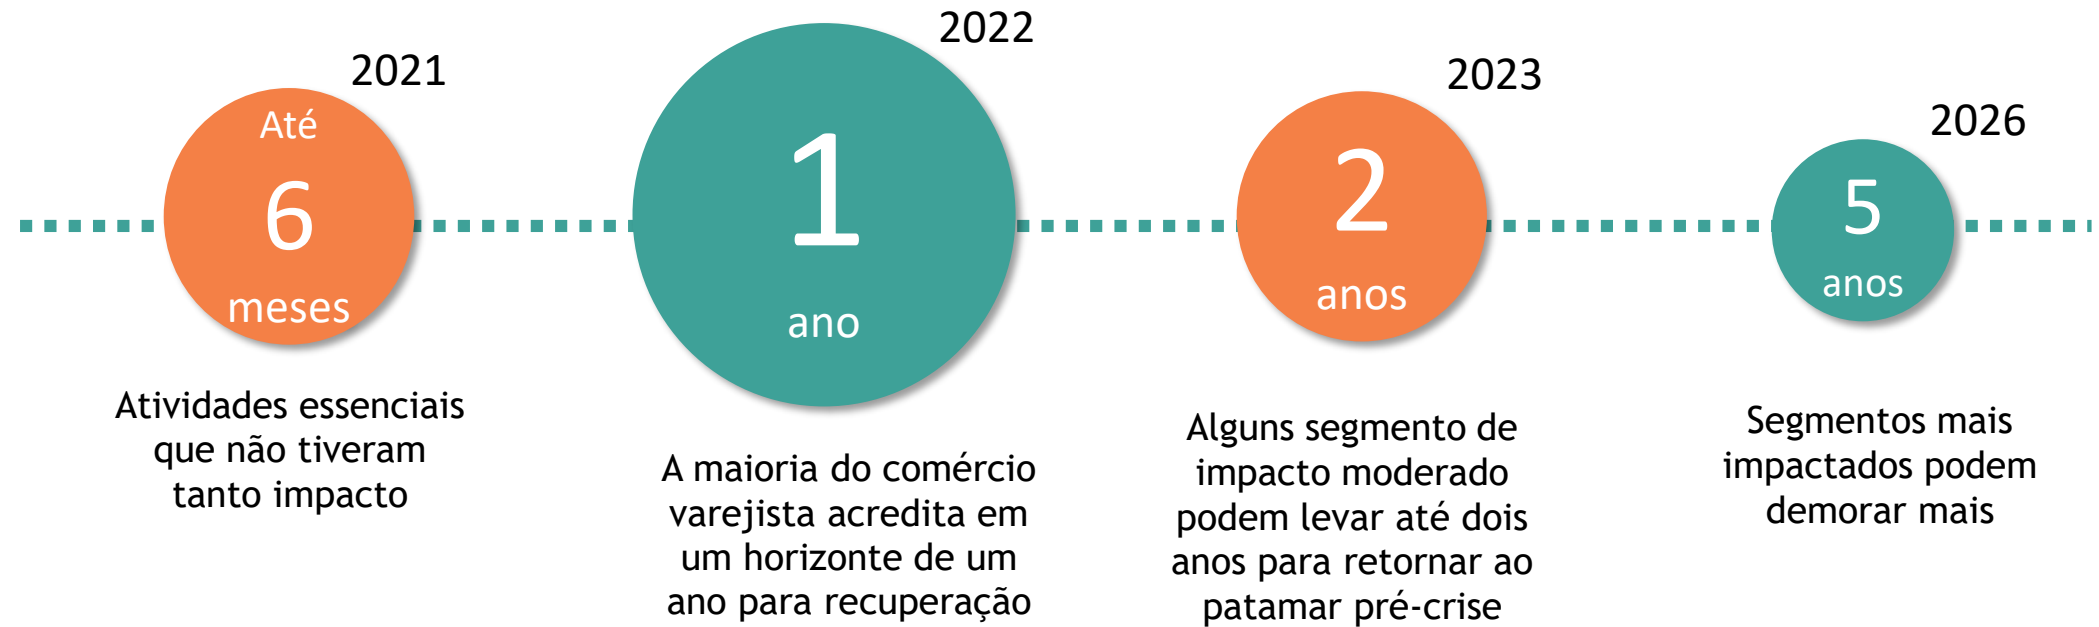 2021
Até
6
meses
Atividades essenciais
que não tiveram
tanto impacto
2022
1
ano
A maioria do comércio
varejista acredita em
um horizonte de um
ano para recuperação
2023
2
anos
Alguns segmento de
impacto moderado
podem levar até dois
anos para retornar ao
patamar pré-crise
2026
5
anos
Segmentos mais
impactados podem
demorar mais